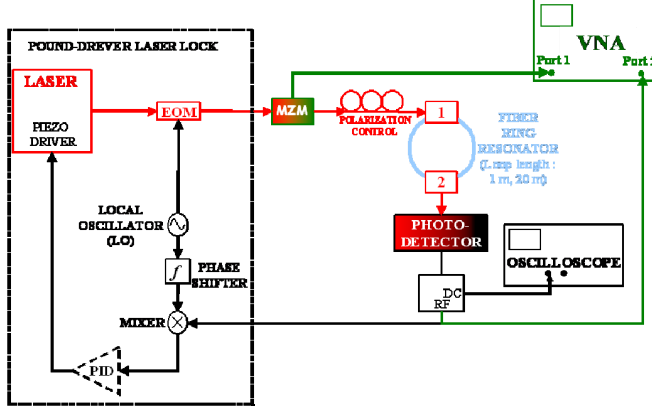 POUND-DREVER LASER LOCK
LASER
PIEZO
DRIVER
EOM
MZM
POLARIZATION
CONTROL
1
2
FIBER
RING
RESONATOR
(Loop length :
1 m, 20 m)
VNA
Port 1
Port 2
LOCAL
OSCILLATOR
(LO)
f
PHASE
SHIFTER
MIXER
PID
PHOTO-
DETECTOR
DC
RF
OSCILLOSCOPE